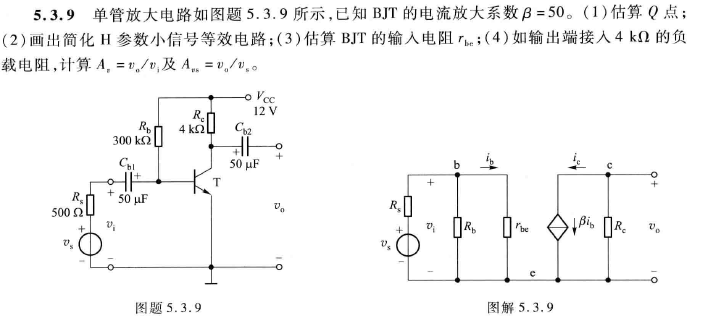 5.3.9 单管放大电路如图题 5.3.9 所示,已知 BJT 的电流放大系数 β=50。(1)估算 Q 点;
(2)画出简化 H 参数小信号等效电路;(3)估算 BJT 的输入电阻 r_be;(4)如输出端接入 4 kΩ 的负
载电阻,计算 A_v = v_o/v_i 及 A_vs = v_o/v_s。
V_CC
12 V
R_b
300 kΩ
R_c
4 kΩ
C_b2
+
50 μF
+
C_b1
+
50 μF
T
R_s
500 Ω
+
v_i
v_o
+
v_s
-
-
-
b
i_b
i_c
c
+
+
R_s
v_i
R_b
r_be
βi_b
R_c
v_o
+
v_s
-
-
e
-
图题 5.3.9
图解 5.3.9